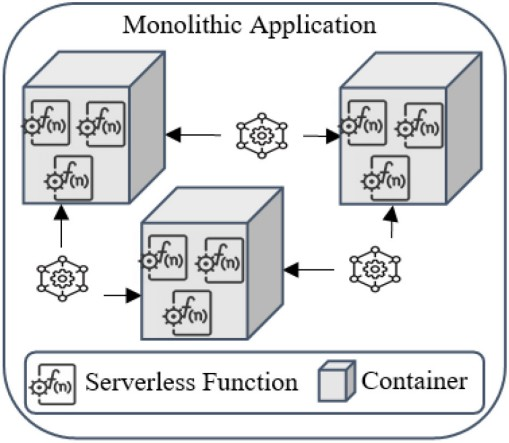 Monolithic Application
f(n) f(n) f(n)
f(n) f(n) f(n)
f(n) f(n) f(n)
f(n) Serverless Function Container